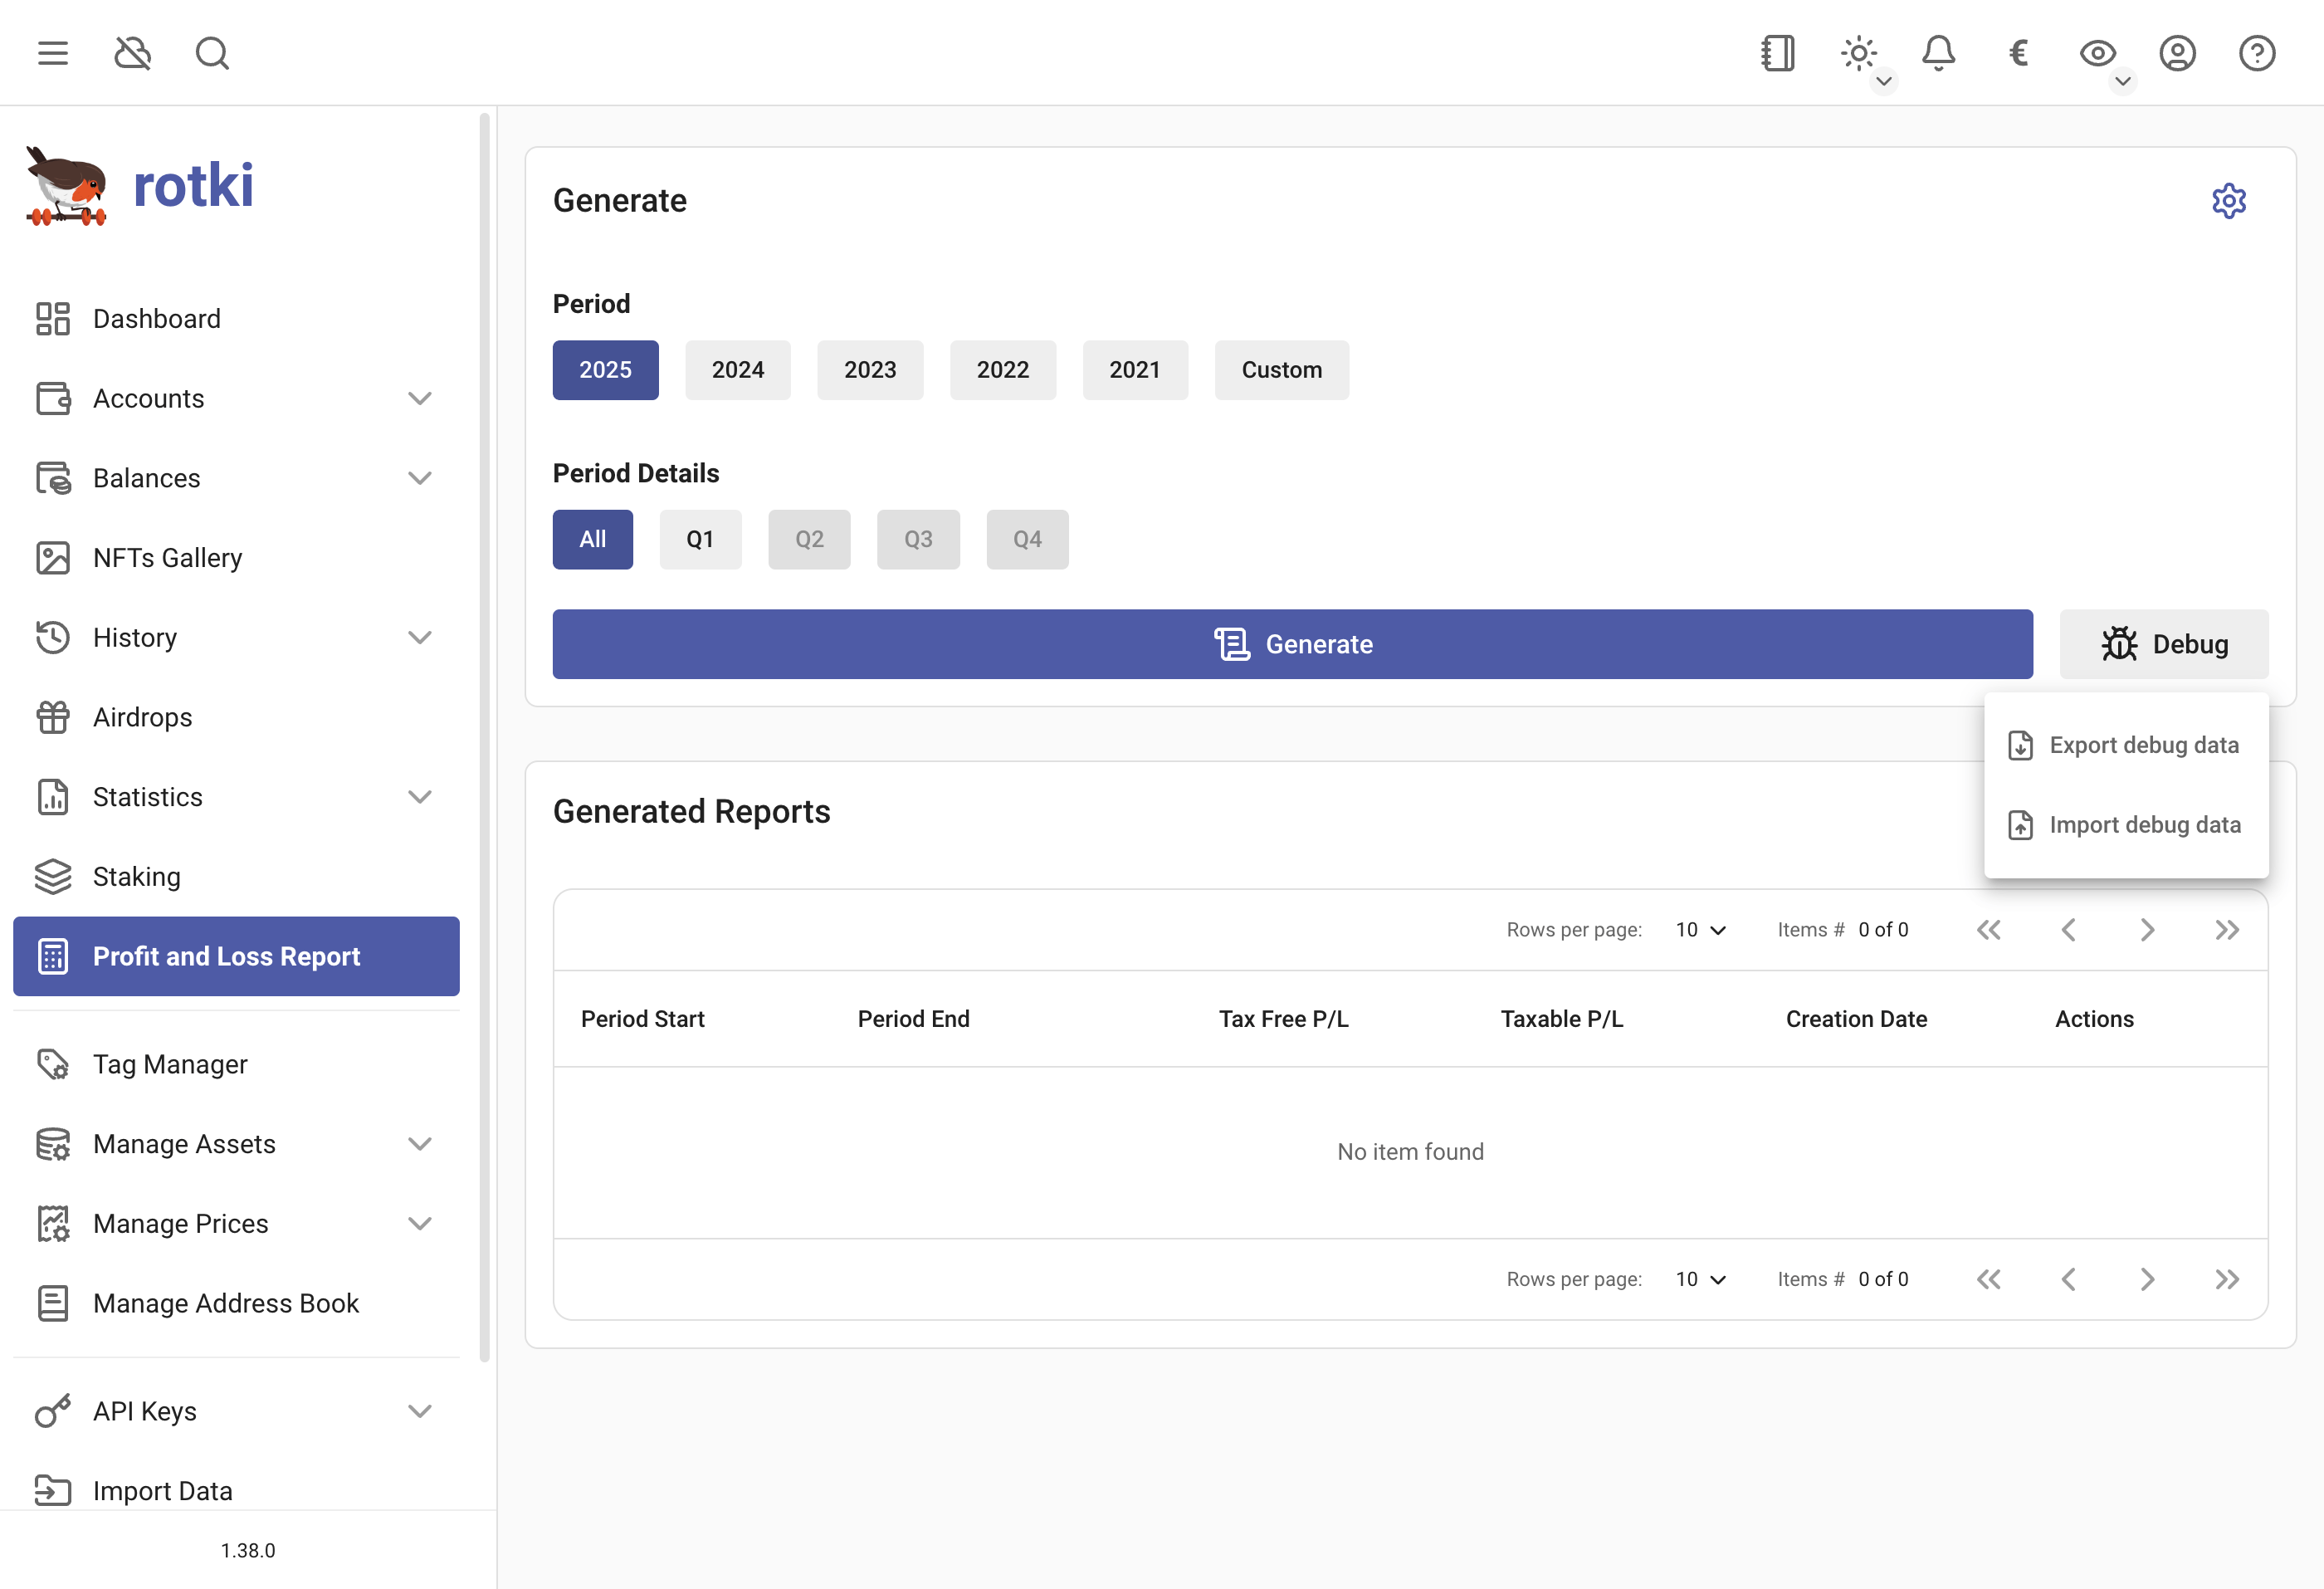 rotki
Dashboard
Accounts
Balances
NFTs Gallery
History
Airdrops
Statistics
Staking
Profit and Loss Report
Tag Manager
Manage Assets
Manage Prices
Manage Address Book
API Keys
Import Data
1.38.0
€
Generate
Period
2025 2024 2023 2022 2021 Custom
Period Details
All Q1 Q2 Q3 Q4
Generate Debug
Export debug data
Import debug data
Generated Reports
Rows per page: 10 Items # 0 of 0
Period Start Period End Tax Free P/L Taxable P/L Creation Date Actions
No item found
Rows per page: 10 Items # 0 of 0